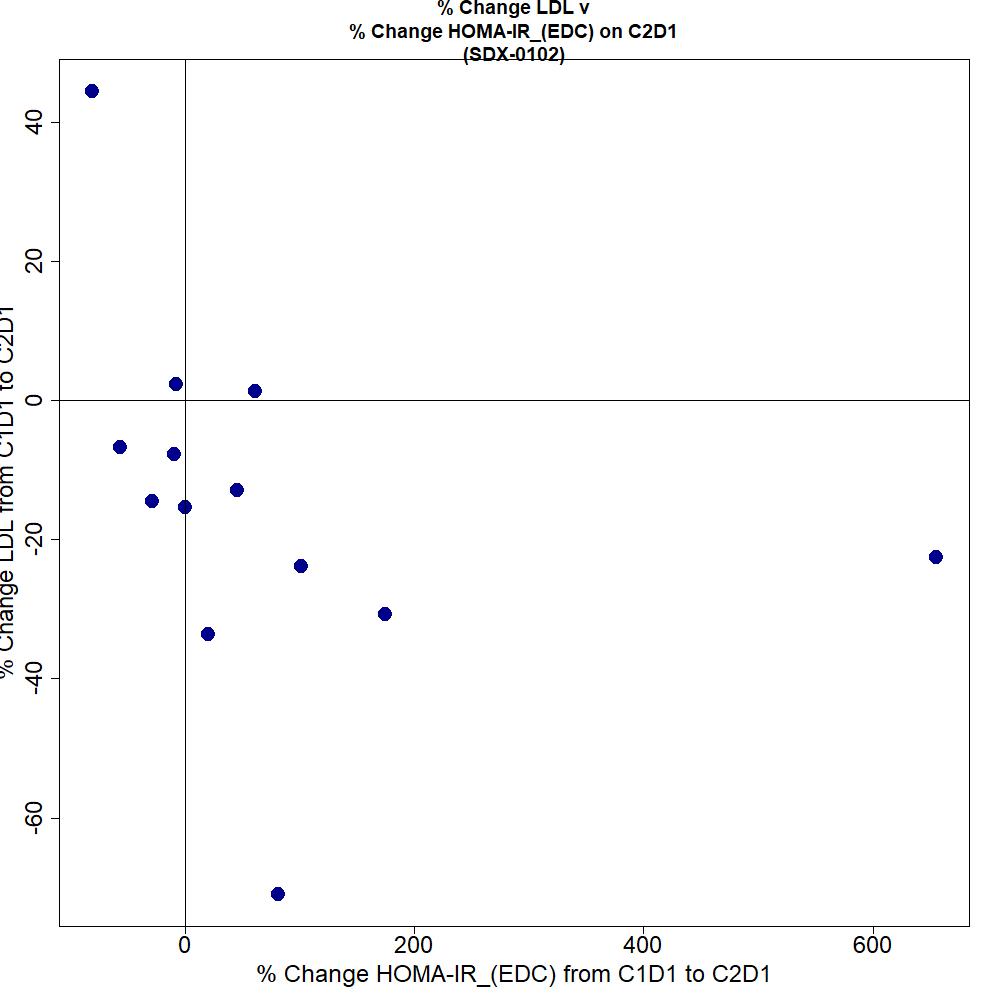 % Change LDL v
% Change HOMA-IR_(EDC) on C2D1
(SDX-0102)
% Change LDL from C1D1 to C2D1
40
20
0
-20
-40
-60
0
200
400
600
% Change HOMA-IR_(EDC) from C1D1 to C2D1